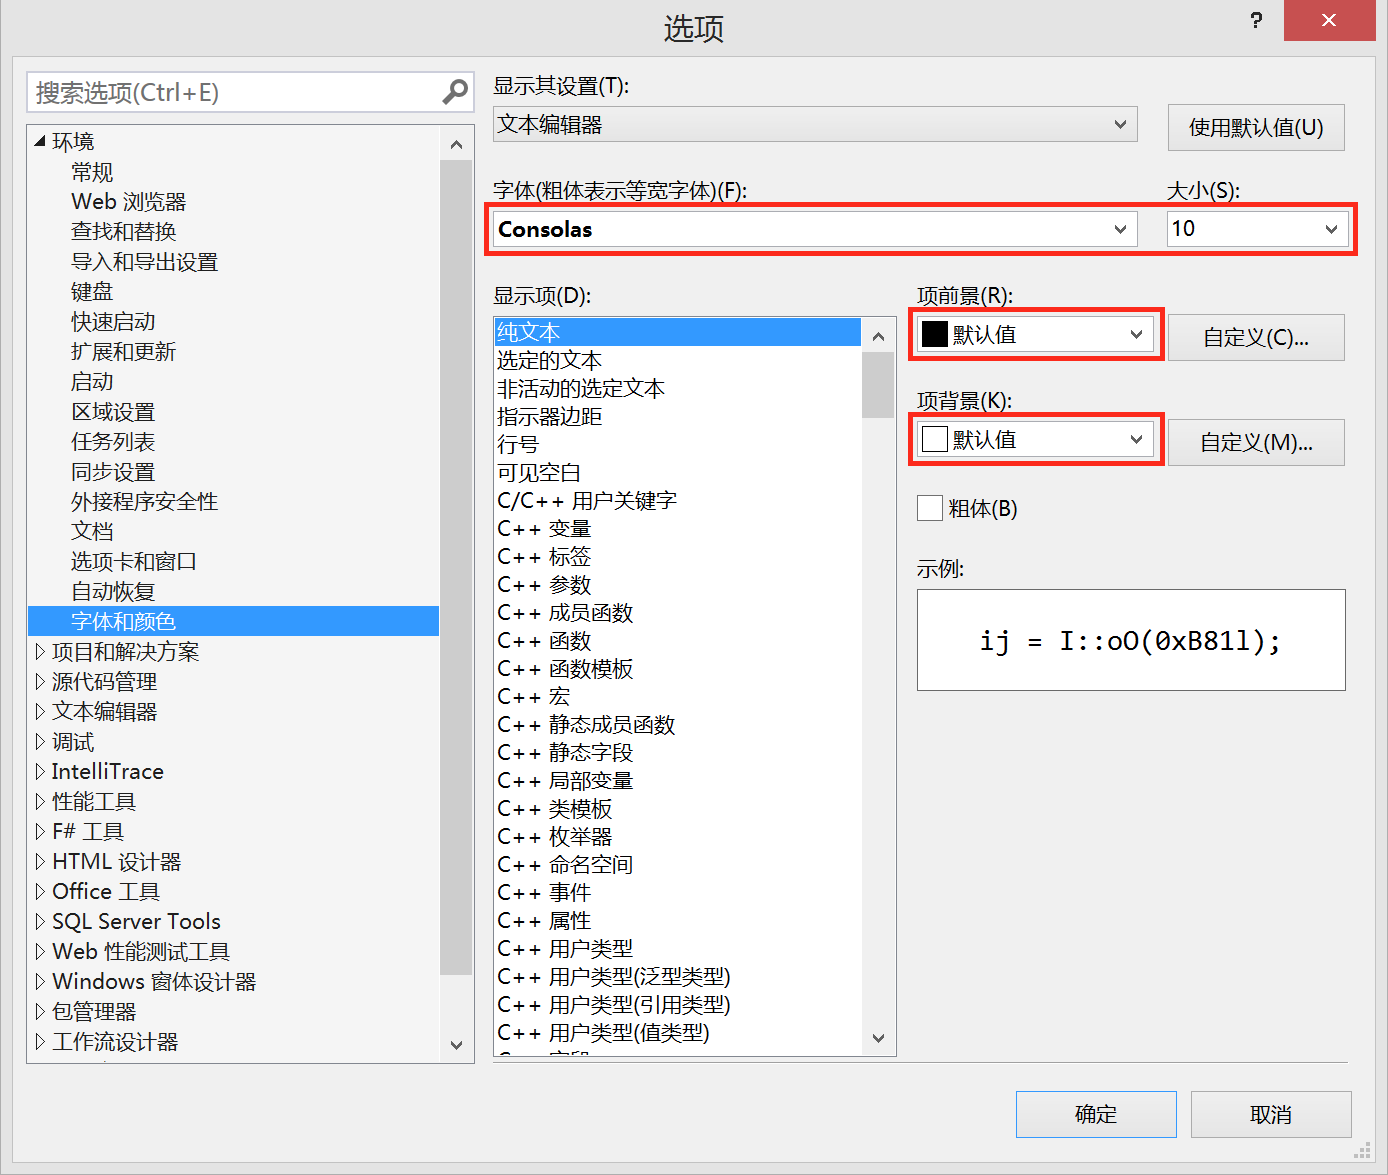 选项
?
搜索选项(Ctrl+E)
环境
常规
Web 浏览器
查找和替换
导入和导出设置
键盘
快速启动
扩展和更新
启动
区域设置
任务列表
同步设置
外接程序安全性
文档
选项卡和窗口
自动恢复
字体和颜色
项目和解决方案
源代码管理
文本编辑器
调试
IntelliTrace
性能工具
F# 工具
HTML 设计器
Office 工具
SQL Server Tools
Web 性能测试工具
Windows 窗体设计器
包管理器
工作流设计器
显示其设置(T):
文本编辑器
使用默认值(U)
字体(粗体表示等宽字体)(F):
大小(S):
Consolas
10
显示项(D):
纯文本
选定的文本
非活动的选定文本
指示器边距
行号
可见空白
C/C++ 用户关键字
C++ 变量
C++ 标签
C++ 参数
C++ 成员函数
C++ 函数
C++ 函数模板
C++ 宏
C++ 静态成员函数
C++ 静态字段
C++ 局部变量
C++ 类模板
C++ 枚举器
C++ 命名空间
C++ 事件
C++ 属性
C++ 用户类型
C++ 用户类型(泛型类型)
C++ 用户类型(引用类型)
C++ 用户类型(值类型)
项前景(R):
默认值
自定义(C)...
项背景(K):
默认值
自定义(M)...
粗体(B)
示例:
ij = I::oO(0xB81l);
确定
取消